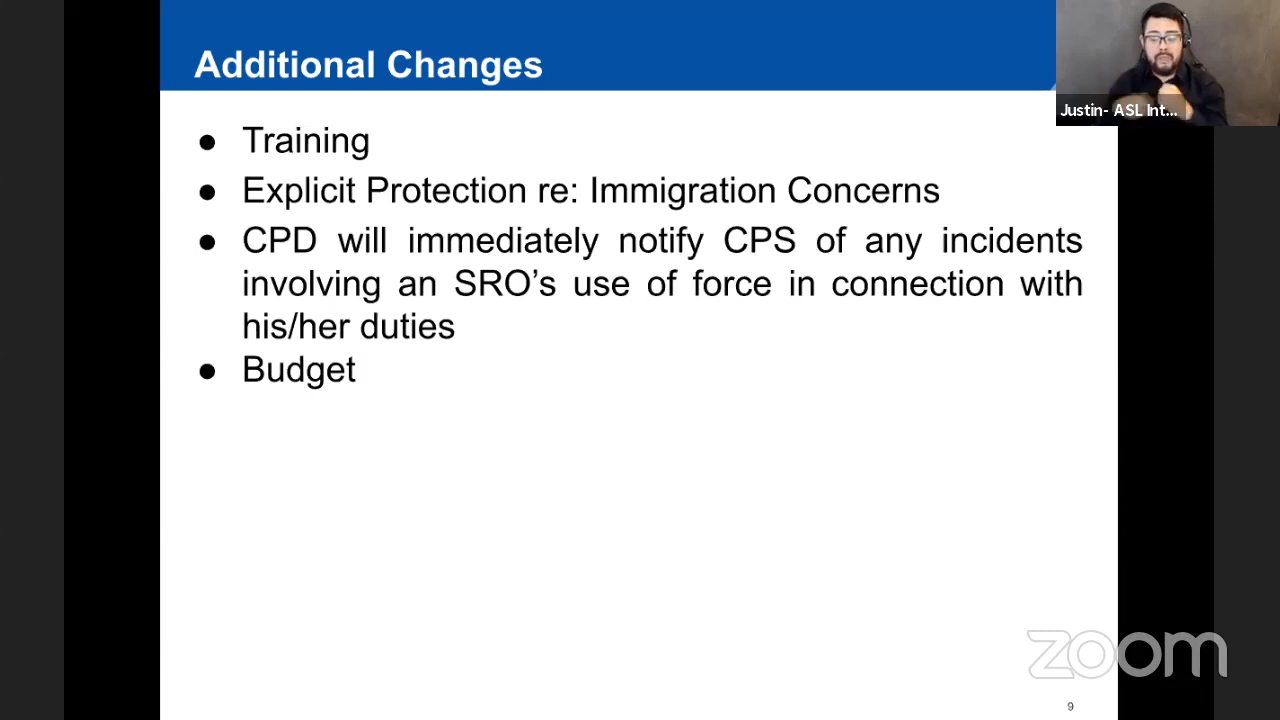 Additional Changes
Justin- ASL Int...
● Training
● Explicit Protection re: Immigration Concerns
● CPD will immediately notify CPS of any incidents
involving an SRO’s use of force in connection with
his/her duties
● Budget
zoom
9